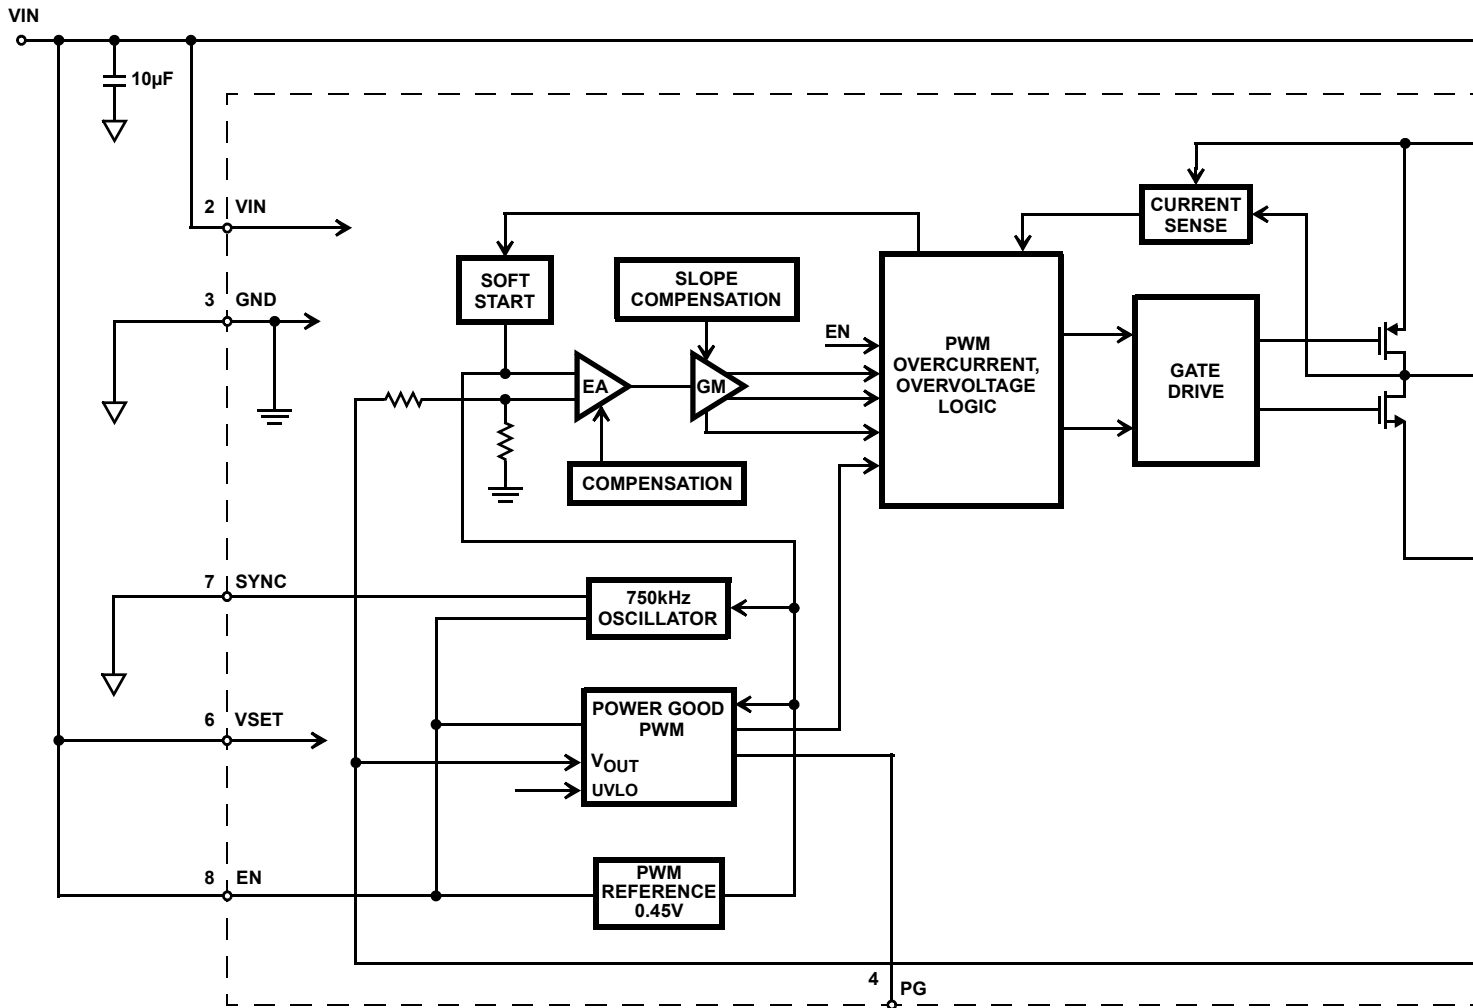 VIN
10µF
2 VIN
3 GND
CURRENT
SENSE
SOFT
START
SLOPE
COMPENSATION
EN
PWM
OVERCURRENT,
OVERVOLTAGE
LOGIC
GATE
DRIVE
EA
GM
COMPENSATION
7 SYNC
750kHz
OSCILLATOR
6 VSET
POWER GOOD
PWM
VOUT
UVLO
8 EN
PWM
REFERENCE
0.45V
4 PG